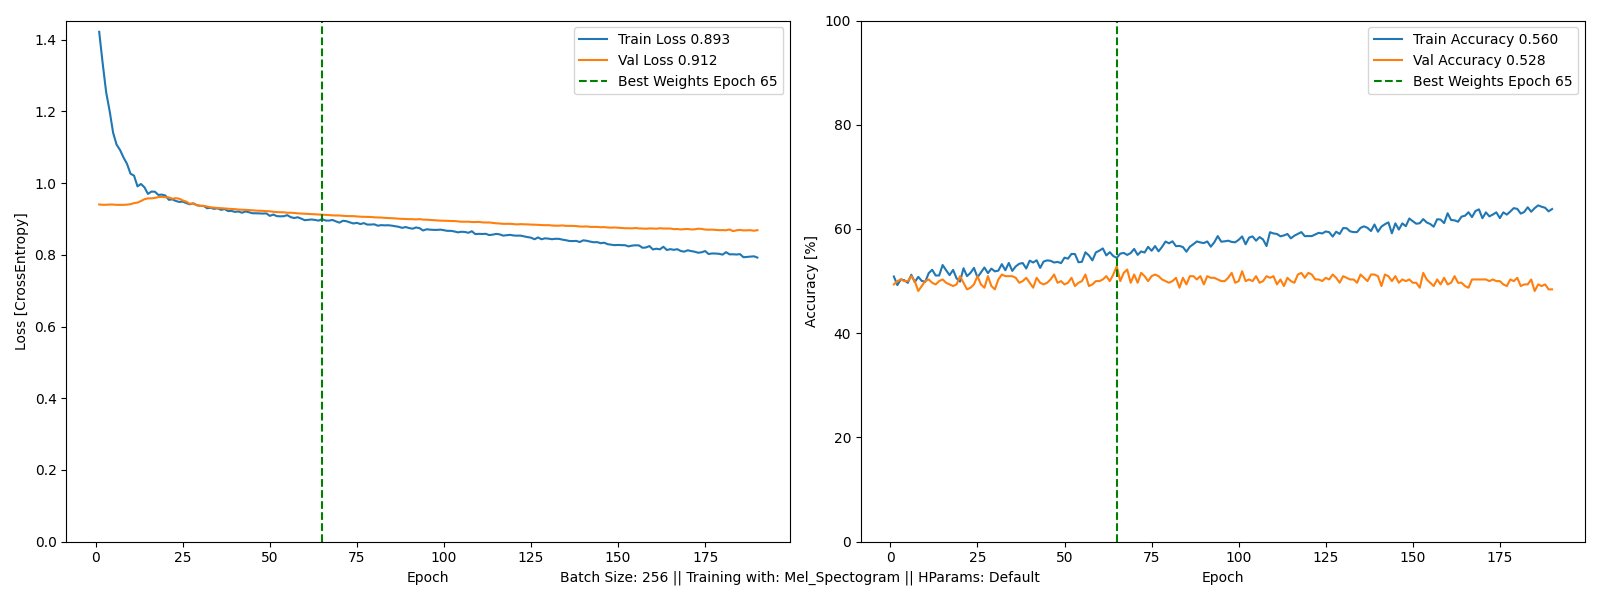 Train Loss 0.893
Val Loss 0.912
Best Weights Epoch 65
Loss [CrossEntropy]
1.4
1.2
1.0
0.8
0.6
0.4
0.2
0.0
0 25 50 75 100 125 150 175
Epoch
Train Accuracy 0.560
Val Accuracy 0.528
Best Weights Epoch 65
Accuracy [%]
100
80
60
40
20
0
0 25 50 75 100 125 150 175
Epoch
Batch Size: 256 || Training with: Mel_Spectogram || HParams: Default